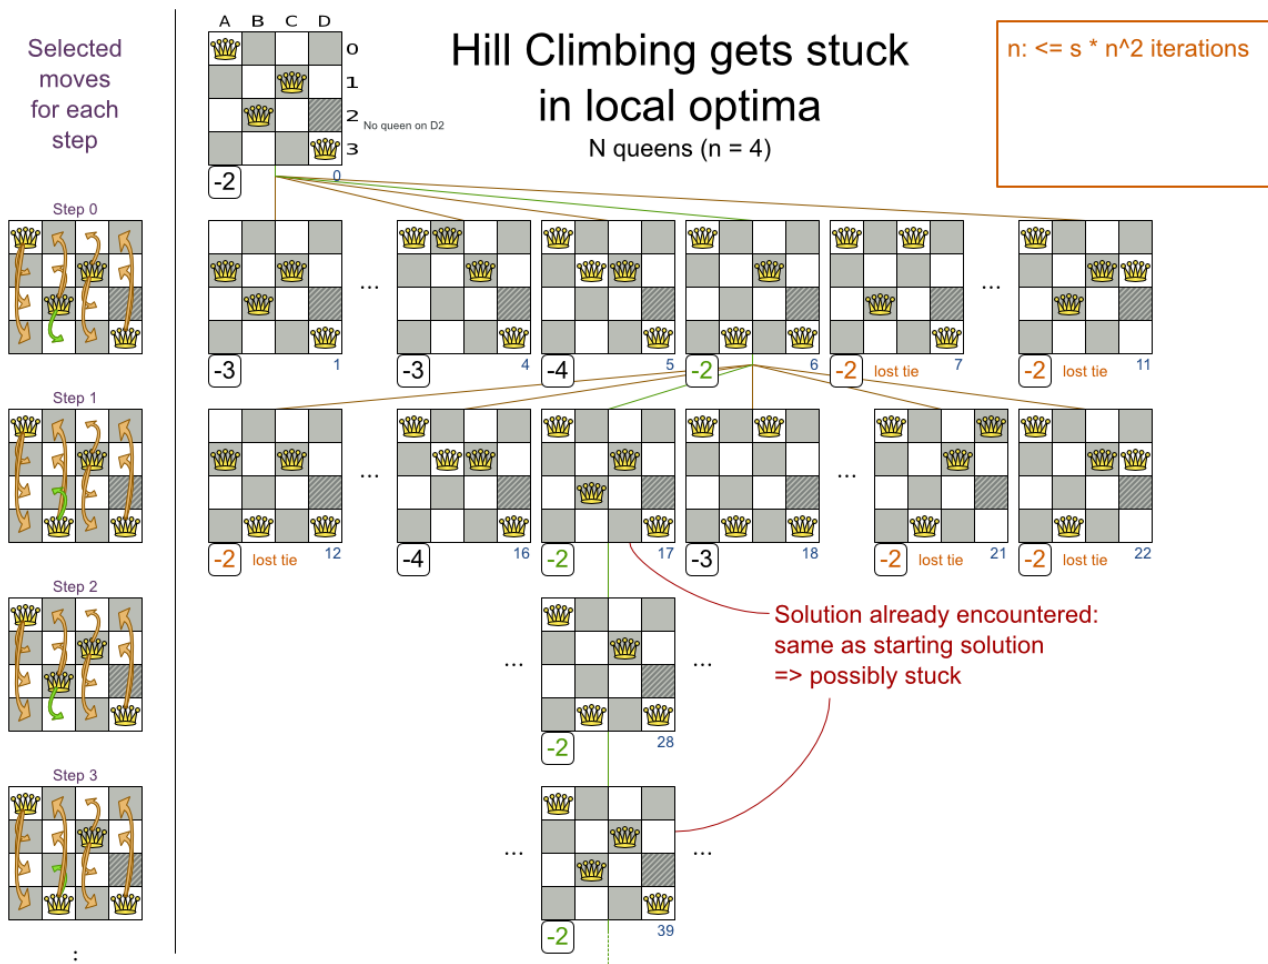 Selected
moves
for each
step
A B C D
0
1
2
3
No queen on D2
-2
0
Hill Climbing gets stuck
in local optima
N queens (n = 4)
n: <= s * n^2 iterations
Step 0
...
...
-3
1
-3
4
-4
5
-2
6
-2 lost tie
7
-2 lost tie
11
Step 1
...
...
-2 lost tie
12
-4
16
-2
17
-3
18
-2 lost tie
21
-2 lost tie
22
Step 2
...
...
-2
28
Solution already encountered:
same as starting solution
=> possibly stuck
Step 3
...
...
-2
39
: